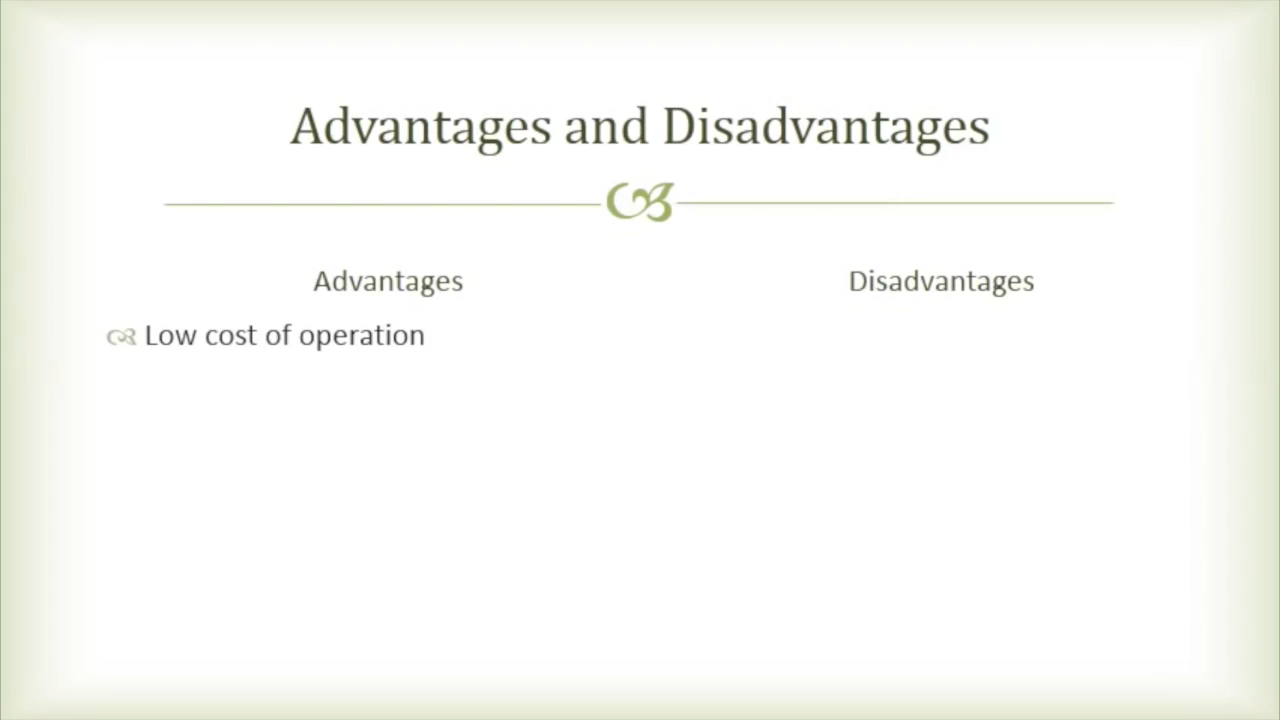 Advantages and Disadvantages
Advantages
Disadvantages
Low cost of operation